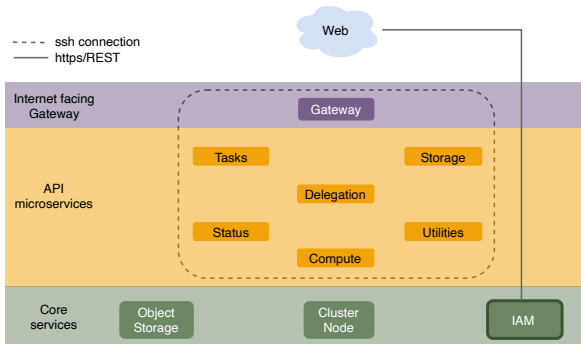 Web
ssh connection
https/REST
Internet facing
Gateway
Gateway
API
microservices
Tasks
Storage
Delegation
Status
Utilities
Compute
Core
services
Object
Storage
Cluster
Node
IAM